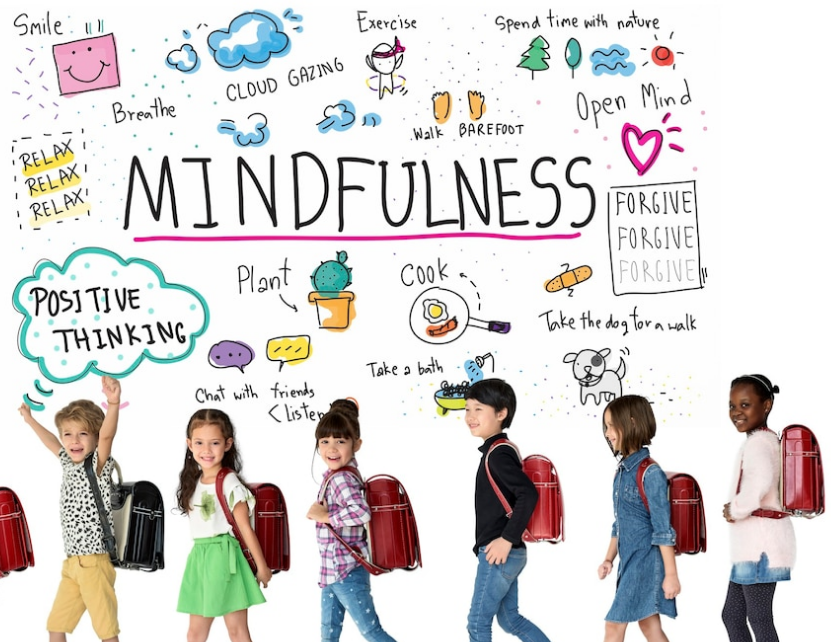 Smile
Exercise
Spend time with nature
CLOUD GAZING
Breathe
Open Mind
Walk BAREFOOT
RELAX
RELAX
RELAX
MINDFULNESS
FORGIVE
FORGIVE
FORGIVE
Plant
Cook
POSITIVE
THINKING
Take the dog for a walk
Take a bath
Chat with friends
< Listen